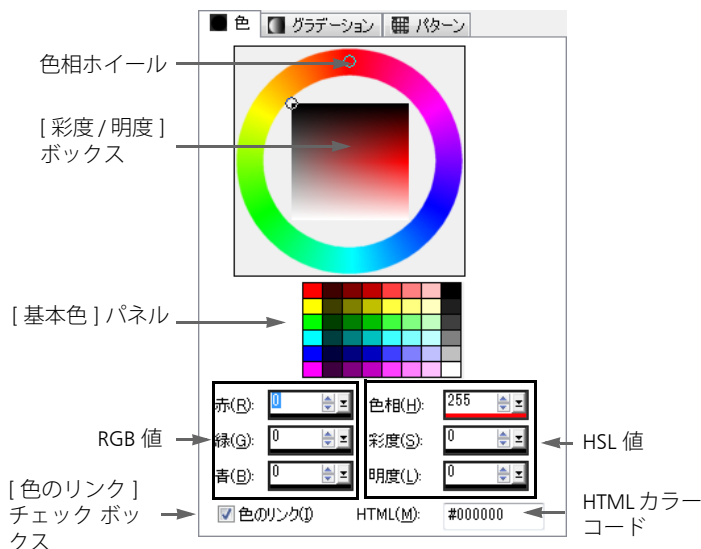 色 グラデーション パターン
色相ホイール
[ 彩度 / 明度 ]
ボックス
[ 基本色 ] パネル
赤(R): 0 色相(H): 255
緑(G): 0 彩度(S): 0
青(B): 0 明度(L): 0
RGB 値
HSL 値
[ 色のリンク ]
チェック ボッ
クス
色のリンク(I) HTML(M): #000000
HTML カラー
コード